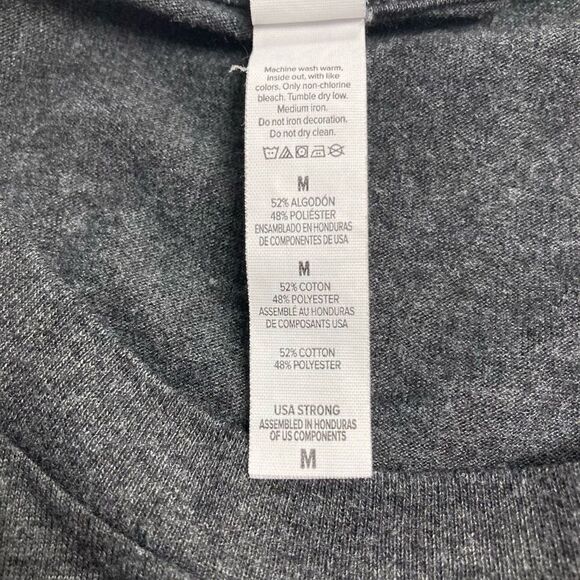 Machine wash warm,
inside out, with like
colors. Only non-chlorine
bleach. Tumble dry low.
Medium iron.
Do not iron decoration.
Do not dry clean.
M
52% ALGODÓN
48% POLIÉSTER
ENSAMBLADO EN HONDURAS
DE COMPONENTES DE USA
M
52% COTON
48% POLYESTER
ASSEMBLÉ AU HONDURAS
DE COMPOSANTS USA
52% COTTON
48% POLYESTER
USA STRONG
ASSEMBLED IN HONDURAS
OF US COMPONENTS
M